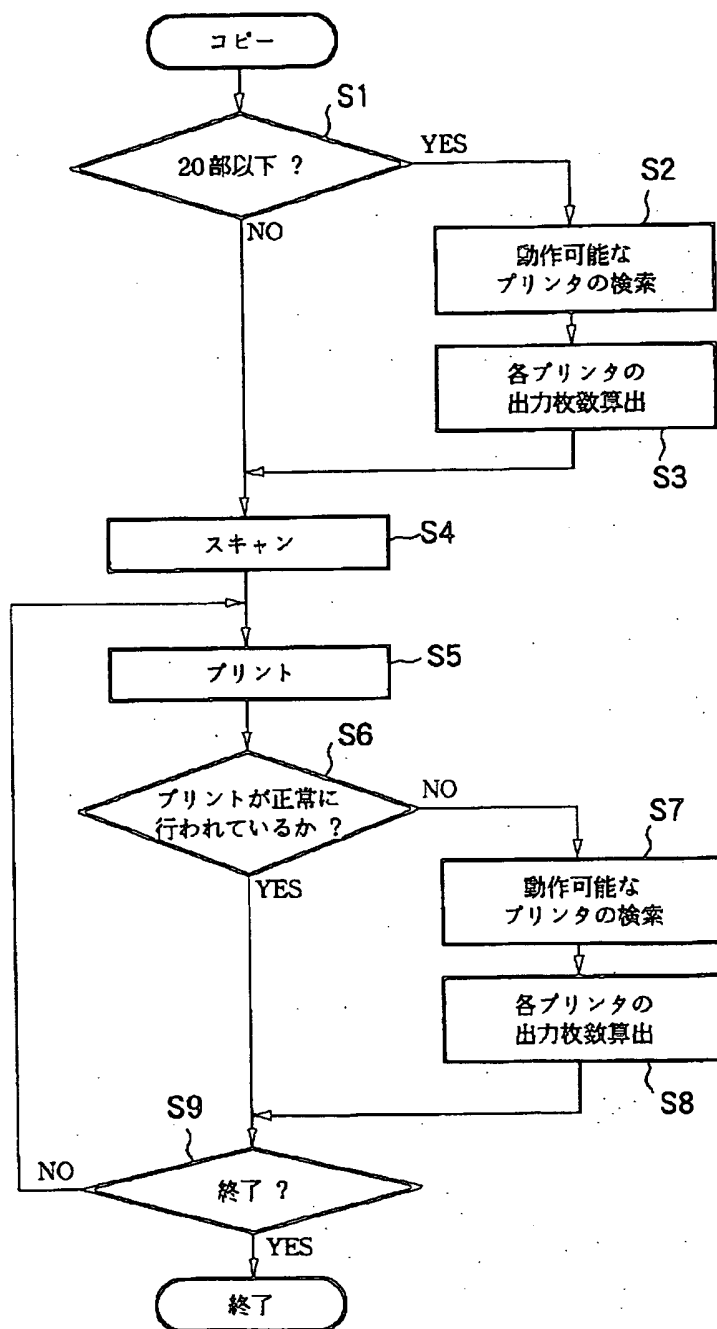 コピー
S1
20部以下 ?
YES
NO
S2
動作可能な
プリンタの検索
各プリンタの
出力枚数算出
S3
スキャン
S4
プリント
S5
S6
プリントが正常に
行われているか ?
NO
YES
S7
動作可能な
プリンタの検索
各プリンタの
出力枚数算出
S8
S9
NO
終了 ?
YES
終了